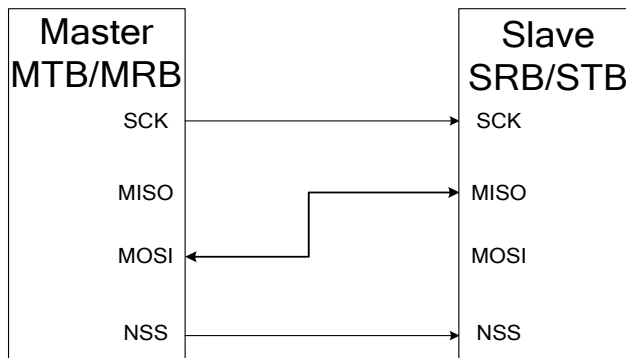 Master
MTB/MRB
SCK
MISO
MOSI
NSS
Slave
SRB/STB
SCK
MISO
MOSI
NSS